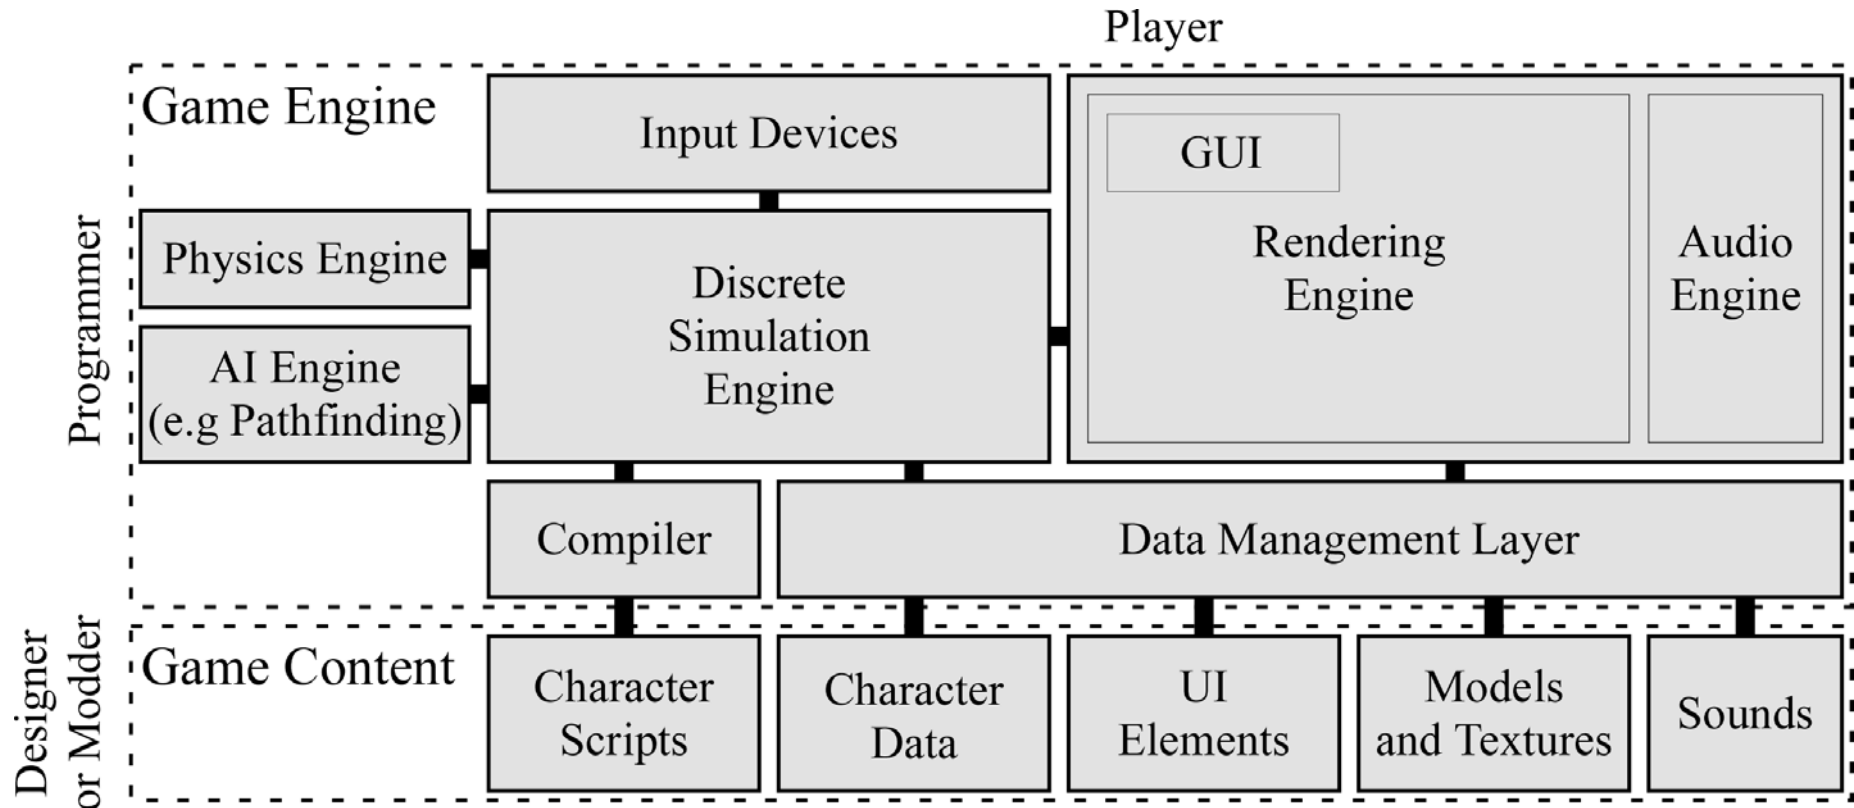 Player
Game Engine
Input Devices
GUI
Rendering
Engine
Audio
Engine
Programmer
Physics Engine
Discrete
Simulation
Engine
AI Engine
(e.g Pathfinding)
Compiler
Data Management Layer
Designer
or Modder
Game Content
Character
Scripts
Character
Data
UI
Elements
Models
and Textures
Sounds